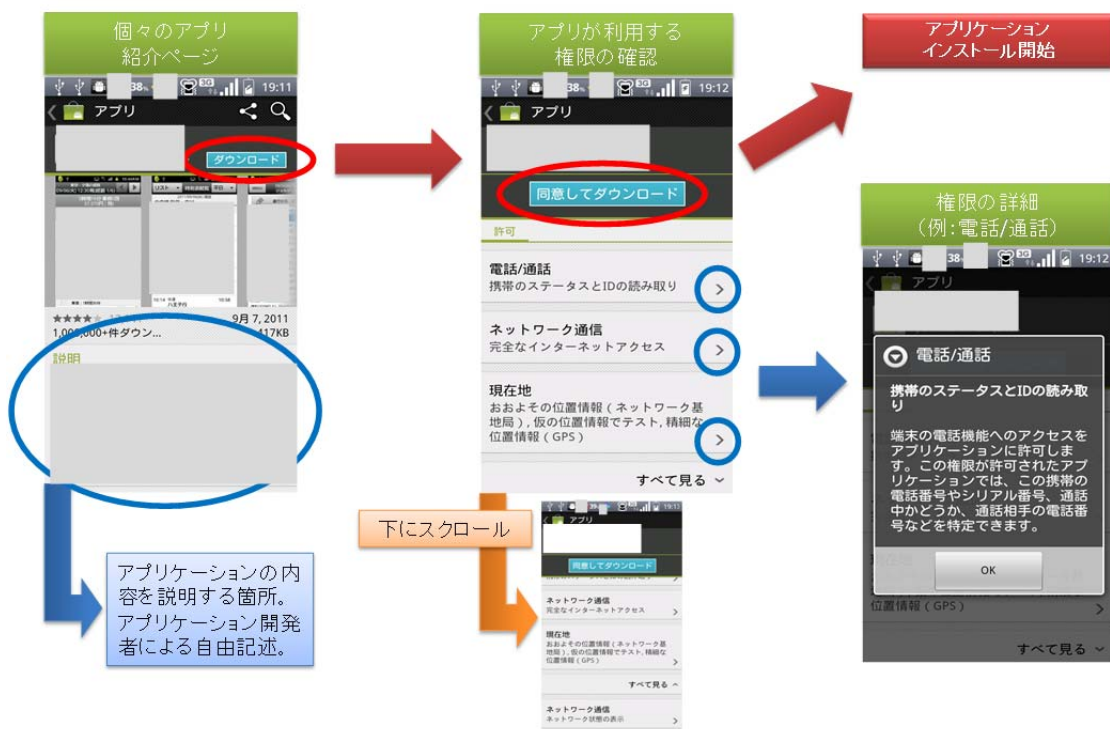 個々のアプリ
紹介ページ
19:11
アプリ
ダウンロード
9月 7, 2011
417KB
1,000,000+件ダウン...
説明
アプリケーションの内
容を説明する箇所。
アプリケーション開発
者による自由記述。
アプリが利用する
権限の確認
38%
3G
19:12
アプリ
同意してダウンロード
許可
電話/通話
携帯のステータスとIDの読み取り
ネットワーク通信
完全なインターネットアクセス
現在地
おおよその位置情報（ネットワーク基
地局）, 仮の位置情報でテスト, 精細な
位置情報（GPS）
すべて見る
下にスクロール
19:13
アプリ
同意してダウンロード
ネットワーク通信
完全なインターネットアクセス
現在地
おおよその位置情報（ネットワーク基
地局）, 仮の位置情報でテスト, 精細な
位置情報（GPS）
すべて見る
ネットワーク通信
ネットワーク状態の表示
アプリケーション
インストール開始
権限の詳細
（例：電話/通話）
3G
19:12
アプリ
電話/通話
携帯のステータスとIDの読み取
り
端末の電話機能へのアクセスを
アプリケーションに許可しま
す。この権限が許可されたアプ
リケーションでは、この携帯の
電話番号やシリアル番号、通話
中かどうか、通話相手の電話番
号などを特定できます。
OK
位置情報（GPS）
すべて見る